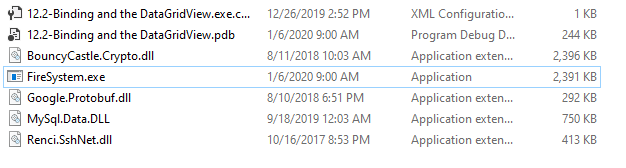 12.2-Binding and the DataGridView.exe.c... 12/26/2019 2:52 PM XML Configuratio... 1 KB
12.2-Binding and the DataGridView.pdb 1/6/2020 9:00 AM Program Debug D... 244 KB
BouncyCastle.Crypto.dll 8/11/2018 10:03 AM Application exten... 2,396 KB
FireSystem.exe 1/6/2020 9:00 AM Application 2,391 KB
Google.Protobuf.dll 8/10/2018 6:51 PM Application exten... 292 KB
MySql.Data.DLL 9/18/2019 12:03 AM Application exten... 750 KB
Renci.SshNet.dll 10/16/2017 8:53 PM Application exten... 413 KB